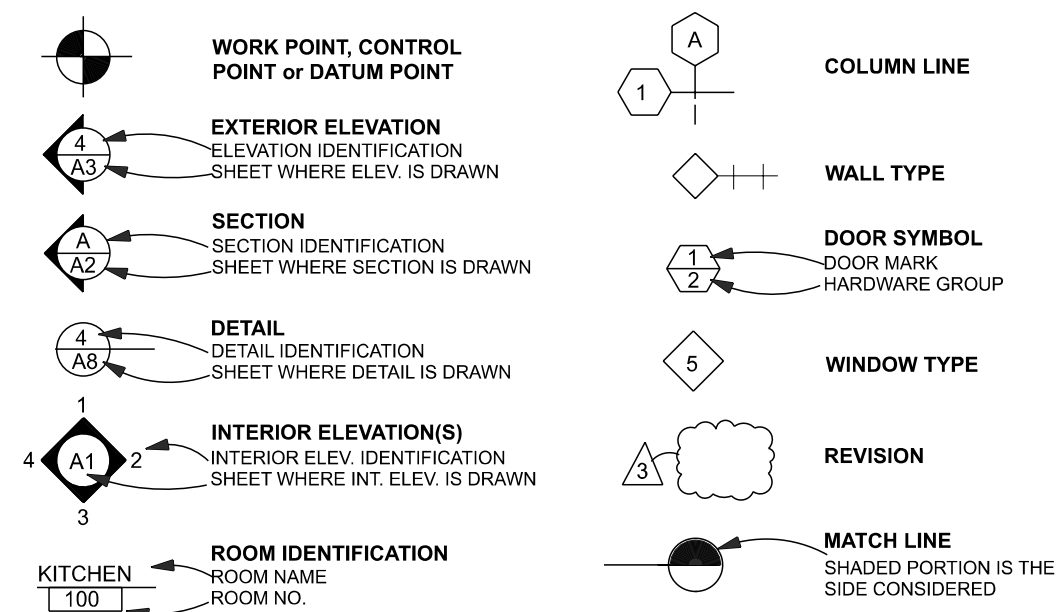 WORK POINT, CONTROL
POINT or DATUM POINT
4
A3
EXTERIOR ELEVATION
ELEVATION IDENTIFICATION
SHEET WHERE ELEV. IS DRAWN
A
A2
SECTION
SECTION IDENTIFICATION
SHEET WHERE SECTION IS DRAWN
4
A8
DETAIL
DETAIL IDENTIFICATION
SHEET WHERE DETAIL IS DRAWN
1
4
A1
2
3
INTERIOR ELEVATION(S)
INTERIOR ELEV. IDENTIFICATION
SHEET WHERE INT. ELEV. IS DRAWN
KITCHEN
100
ROOM IDENTIFICATION
ROOM NAME
ROOM NO.
A
1
COLUMN LINE
WALL TYPE
1
2
DOOR SYMBOL
DOOR MARK
HARDWARE GROUP
5
WINDOW TYPE
3
REVISION
MATCH LINE
SHADED PORTION IS THE
SIDE CONSIDERED